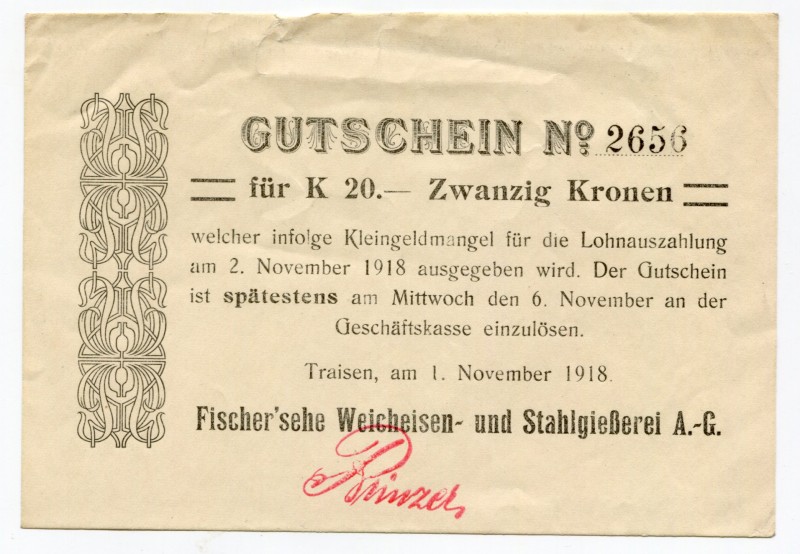 GUTSCHEIN Nº 2656
für K 20.— Zwanzig Kronen
welcher infolge Kleingeldmangel für die Lohnauszahlung
am 2. November 1918 ausgegeben wird. Der Gutschein
ist spätestens am Mittwoch den 6. November an der
Geschäftskasse einzulösen.
Traisen, am 1. November 1918.
Fischer'sche Weicheisen- und Stahlgießerei A.-G.